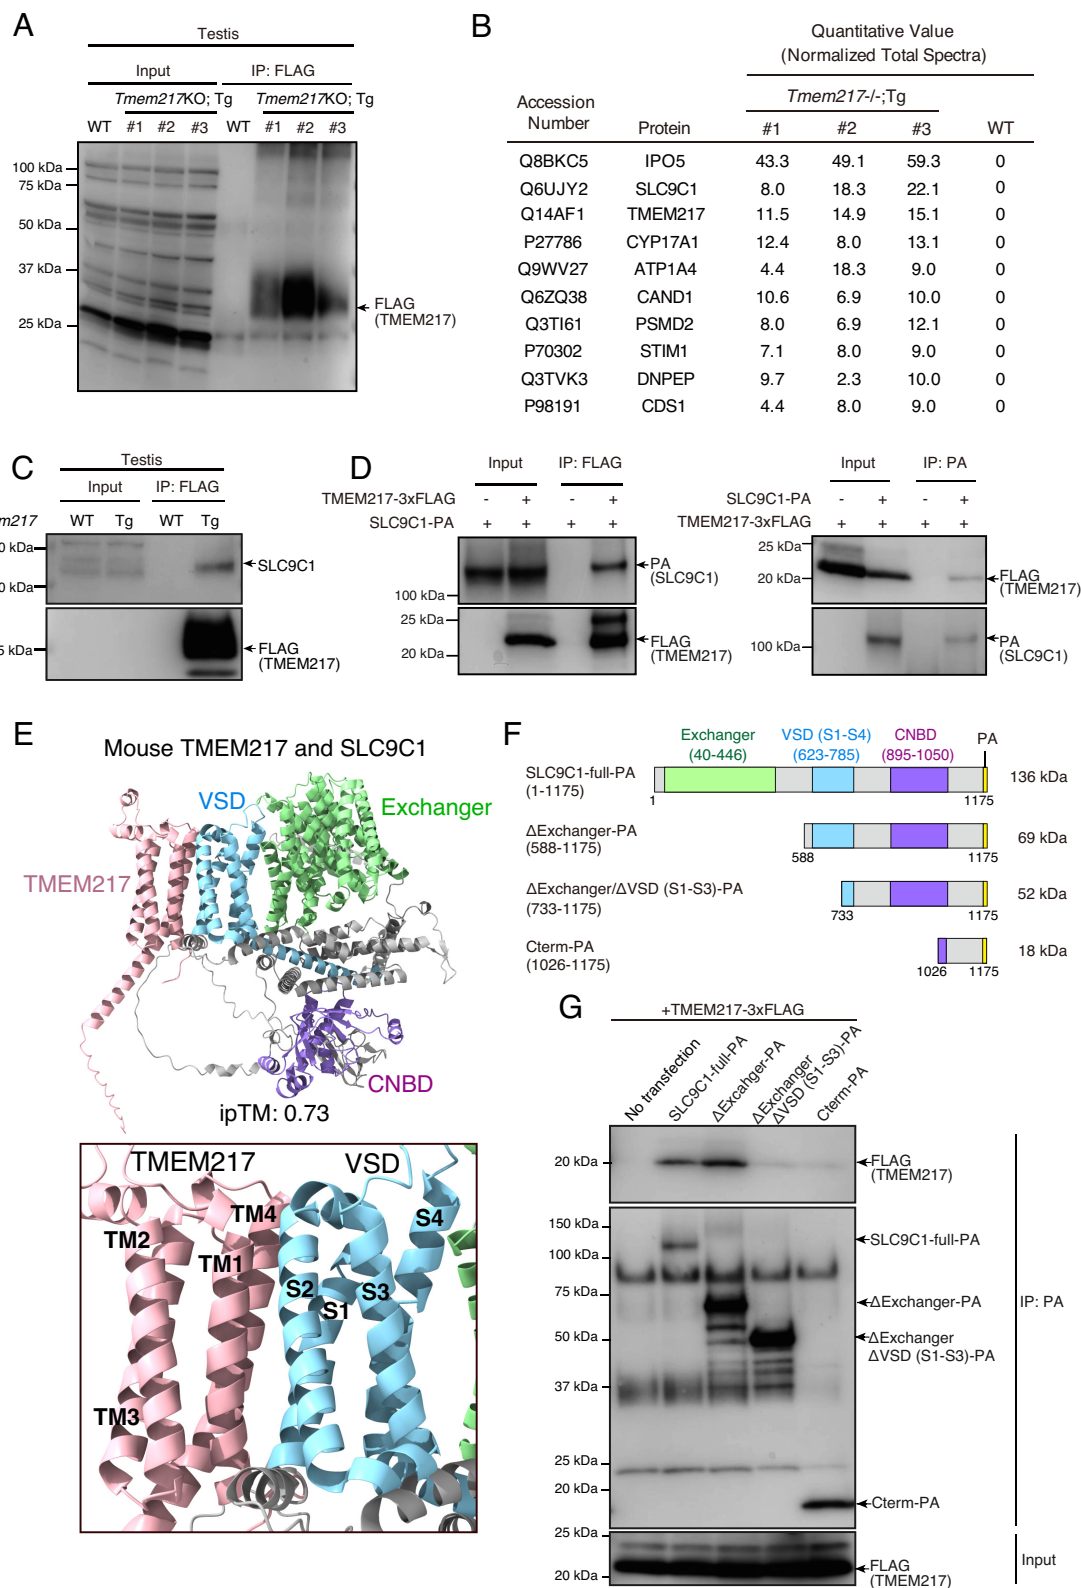 A
Testis
Input IP: FLAG
Tmem217KO; Tg Tmem217KO; Tg
WT #1 #2 #3 WT #1 #2 #3
100 kDa
75 kDa
50 kDa
37 kDa
25 kDa
FLAG
(TMEM217)
B
Quantitative Value
(Normalized Total Spectra)
Tmem217-/-;Tg
Accession
Number Protein #1 #2 #3 WT
Q8BKC5 IPO5 43.3 49.1 59.3 0
Q6UJY2 SLC9C1 8.0 18.3 22.1 0
Q14AF1 TMEM217 11.5 14.9 15.1 0
P27786 CYP17A1 12.4 8.0 13.1 0
Q9WV27 ATP1A4 4.4 18.3 9.0 0
Q6ZQ38 CAND1 10.6 6.9 10.0 0
Q3TI61 PSMD2 8.0 6.9 12.1 0
P70302 STIM1 7.1 8.0 9.0 0
Q3TVK3 DNPEP 9.7 2.3 10.0 0
P98191 CDS1 4.4 8.0 9.0 0
C
Testis
Input IP: FLAG
m217 WT Tg WT Tg
0 kDa
0 kDa
SLC9C1
5 kDa
FLAG
(TMEM217)
D
Input IP: FLAG
TMEM217-3xFLAG - + - +
SLC9C1-PA + + + +
100 kDa
PA
(SLC9C1)
25 kDa
20 kDa
FLAG
(TMEM217)
Input IP: PA
SLC9C1-PA - + - +
TMEM217-3xFLAG + + + +
25 kDa
20 kDa
FLAG
(TMEM217)
100 kDa
PA
(SLC9C1)
E
Mouse TMEM217 and SLC9C1
VSD
Exchanger
TMEM217
CNBD
ipTM: 0.73
TMEM217 VSD
TM4
S4
TM2
TM1
S2
S1
S3
TM3
F
Exchanger
(40-446)
VSD (S1-S4)
(623-785)
CNBD
(895-1050)
PA
SLC9C1-full-PA
(1-1175)
1 1175
136 kDa
ΔExchanger-PA
(588-1175)
588 1175
69 kDa
ΔExchanger/ΔVSD (S1-S3)-PA
(733-1175)
733 1175
52 kDa
Cterm-PA
(1026-1175)
1026 1175
18 kDa
G
+TMEM217-3xFLAG
No transfection
SLC9C1-full-PA
ΔExcahger-PA
ΔExchanger
ΔVSD (S1-S3)-PA
Cterm-PA
20 kDa
FLAG
(TMEM217)
150 kDa
100 kDa
75 kDa
50 kDa
37 kDa
25 kDa
20 kDa
SLC9C1-full-PA
ΔExchanger-PA
ΔExchanger
ΔVSD (S1-S3)-PA
Cterm-PA
IP: PA
25 kDa
20 kDa
FLAG
(TMEM217)
Input